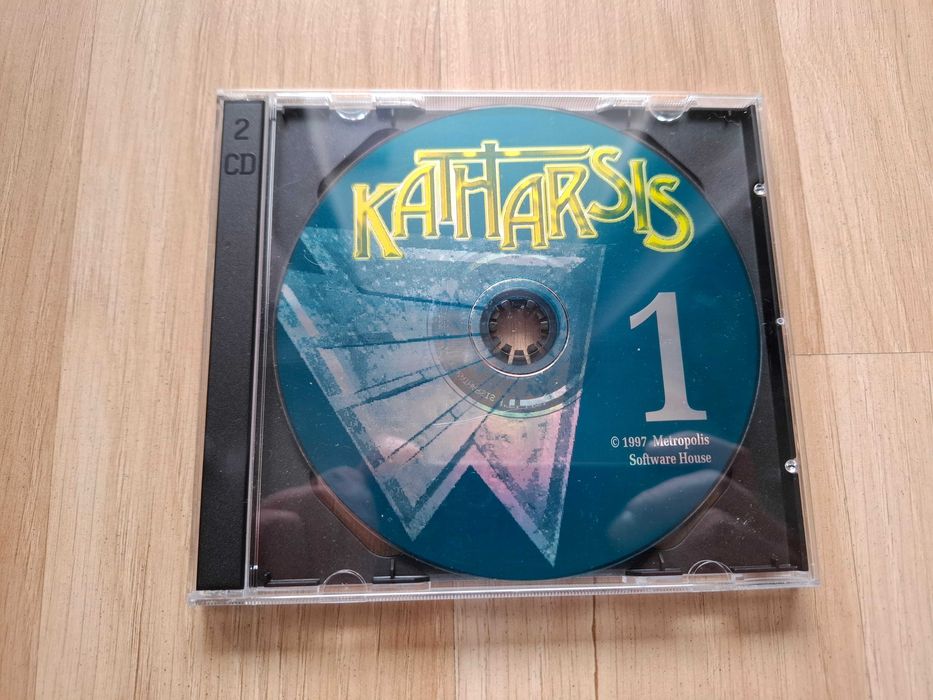 2
CD
KATHARSIS
1
© 1997 Metropolis
Software House